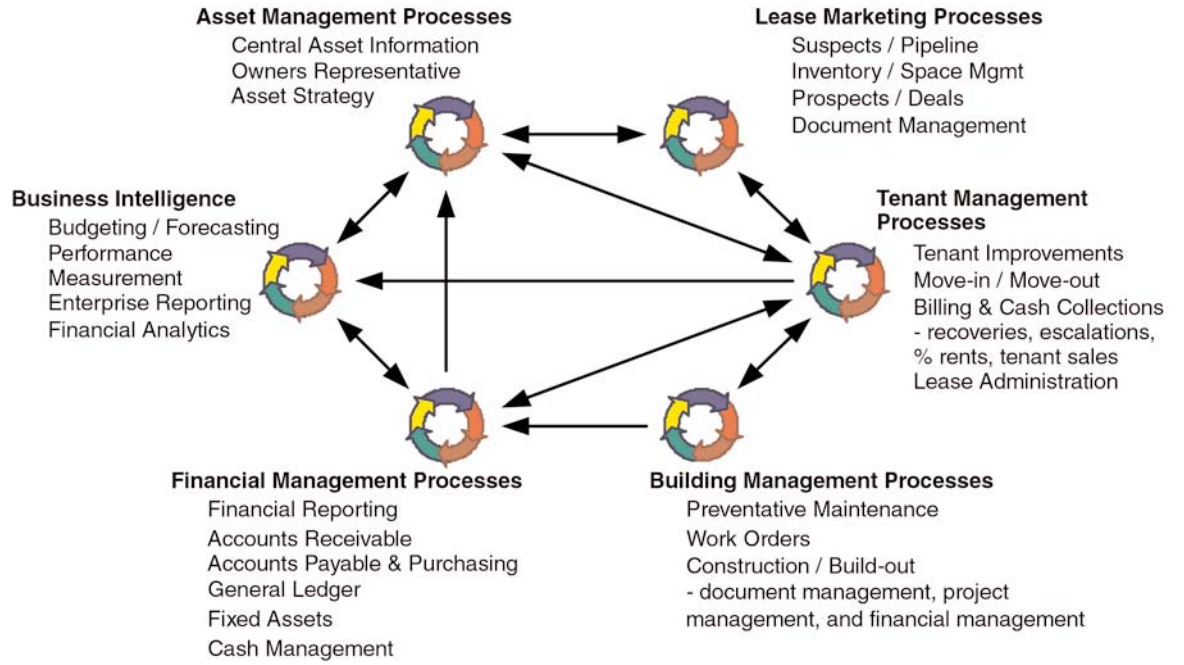 Asset Management Processes
Central Asset Information
Owners Representative
Asset Strategy
Lease Marketing Processes
Suspects / Pipeline
Inventory / Space Mgmt
Prospects / Deals
Document Management
Business Intelligence
Budgeting / Forecasting
Performance
Measurement
Enterprise Reporting
Financial Analytics
Tenant Management
Processes
Tenant Improvements
Move-in / Move-out
Billing & Cash Collections
- recoveries, escalations,
% rents, tenant sales
Lease Administration
Financial Management Processes
Financial Reporting
Accounts Receivable
Accounts Payable & Purchasing
General Ledger
Fixed Assets
Cash Management
Building Management Processes
Preventative Maintenance
Work Orders
Construction / Build-out
- document management, project
management, and financial management